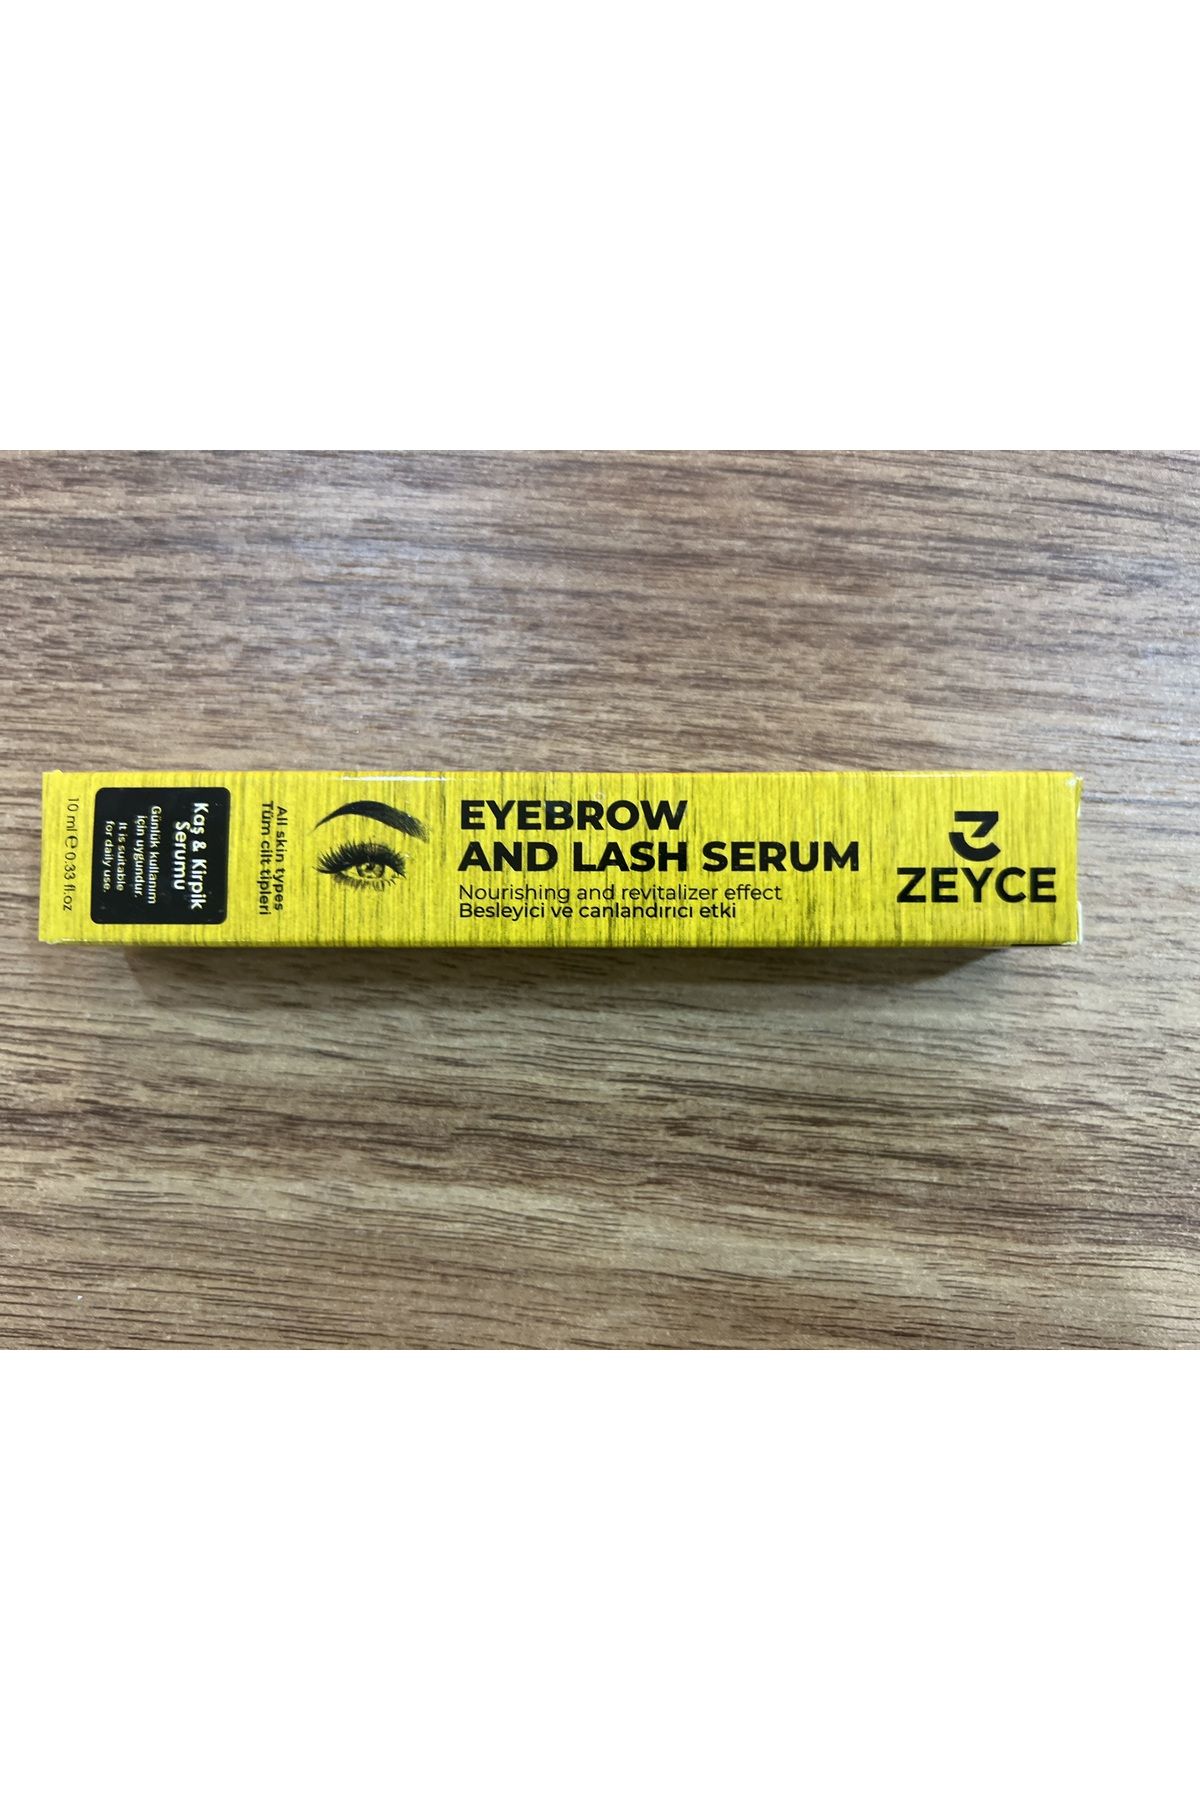 EYEBROW
AND LASH SERUM
Nourishing and revitalizer effect
Besleyici ve canlandırıcı etki
ZEYCE
All skin types
Tüm cilt tipleri
Kaş & Kirpik
Serumu
Günlük kullanım
için uygundur.
It is suitable
for daily use.
10 ml ℮ 0.33 fl.oz